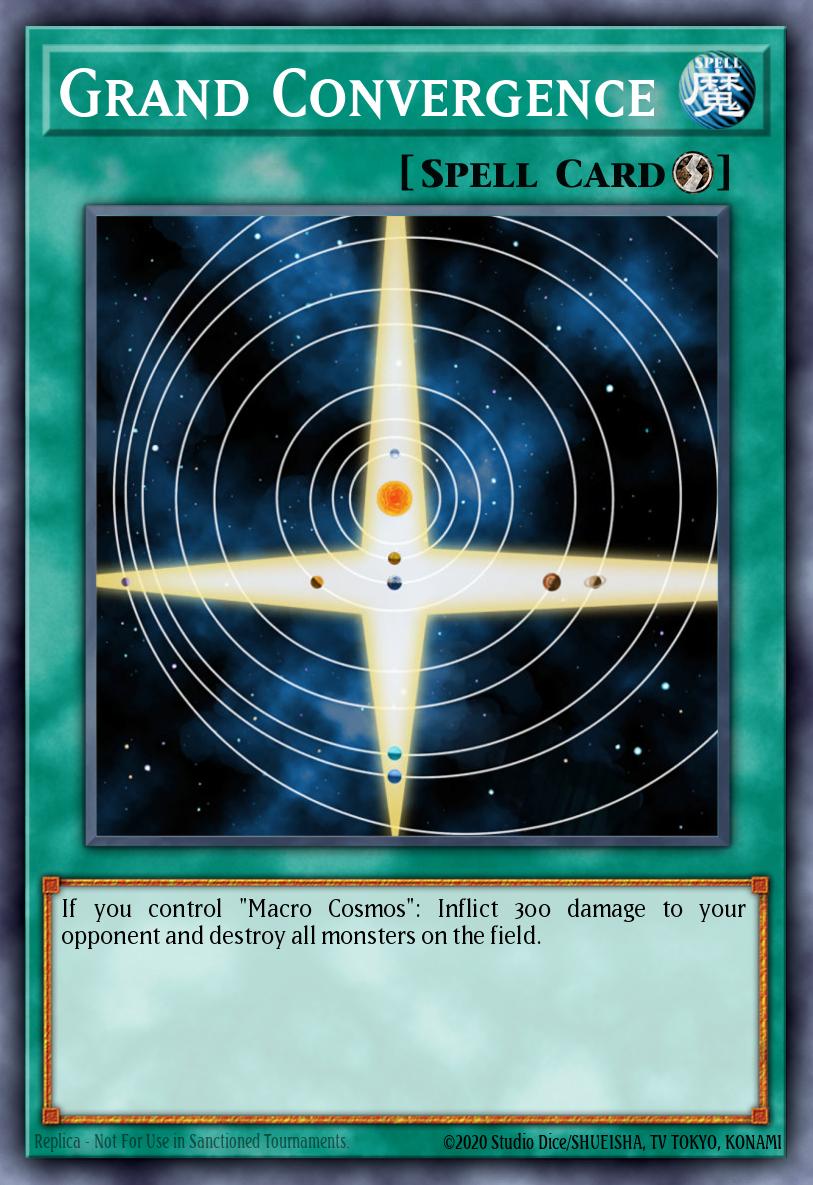 Grand Convergence
SPELL
魔
[Spell Card]
If you control "Macro Cosmos": Inflict 300 damage to your
opponent and destroy all monsters on the field.
Replica - Not For Use in Sanctioned Tournaments.
©2020 Studio Dice/SHUEISHA, TV TOKYO, KONAMI